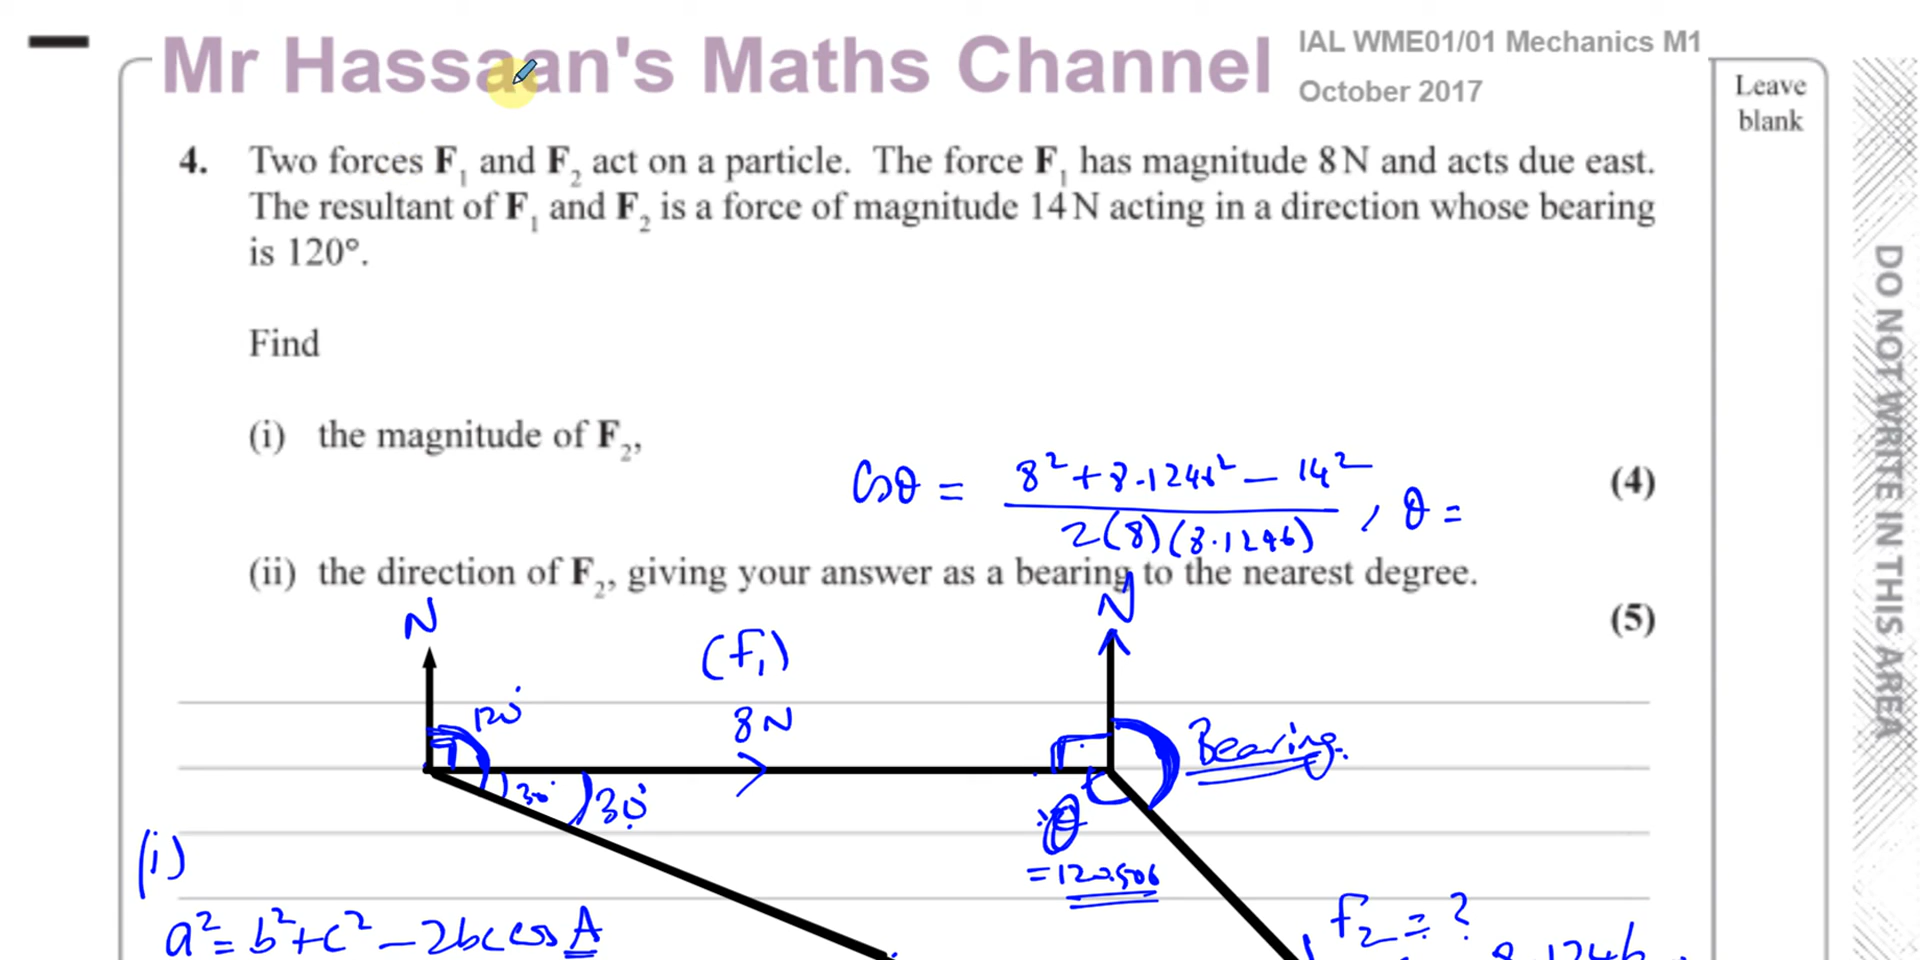 Mr Hassaan's Maths Channel
IAL WME01/01 Mechanics M1
October 2017
Leave
blank
4. Two forces F₁ and F₂ act on a particle. The force F₁ has magnitude 8 N and acts due east.
The resultant of F₁ and F₂ is a force of magnitude 14 N acting in a direction whose bearing
is 120°.
Find
(i) the magnitude of F₂,
(4)
cosθ = (8² + 8.1246² − 14²) / (2(8)(8.1246)), θ =
(ii) the direction of F₂, giving your answer as a bearing to the nearest degree.
(5)
N
N
(F₁)
120°
8N
Bearing.
30°
30°
θ
= 120.506
(i)
a² = b² + c² − 2bc cos A
F₂ = ?
8.1246
DO NOT WRITE IN THIS AREA